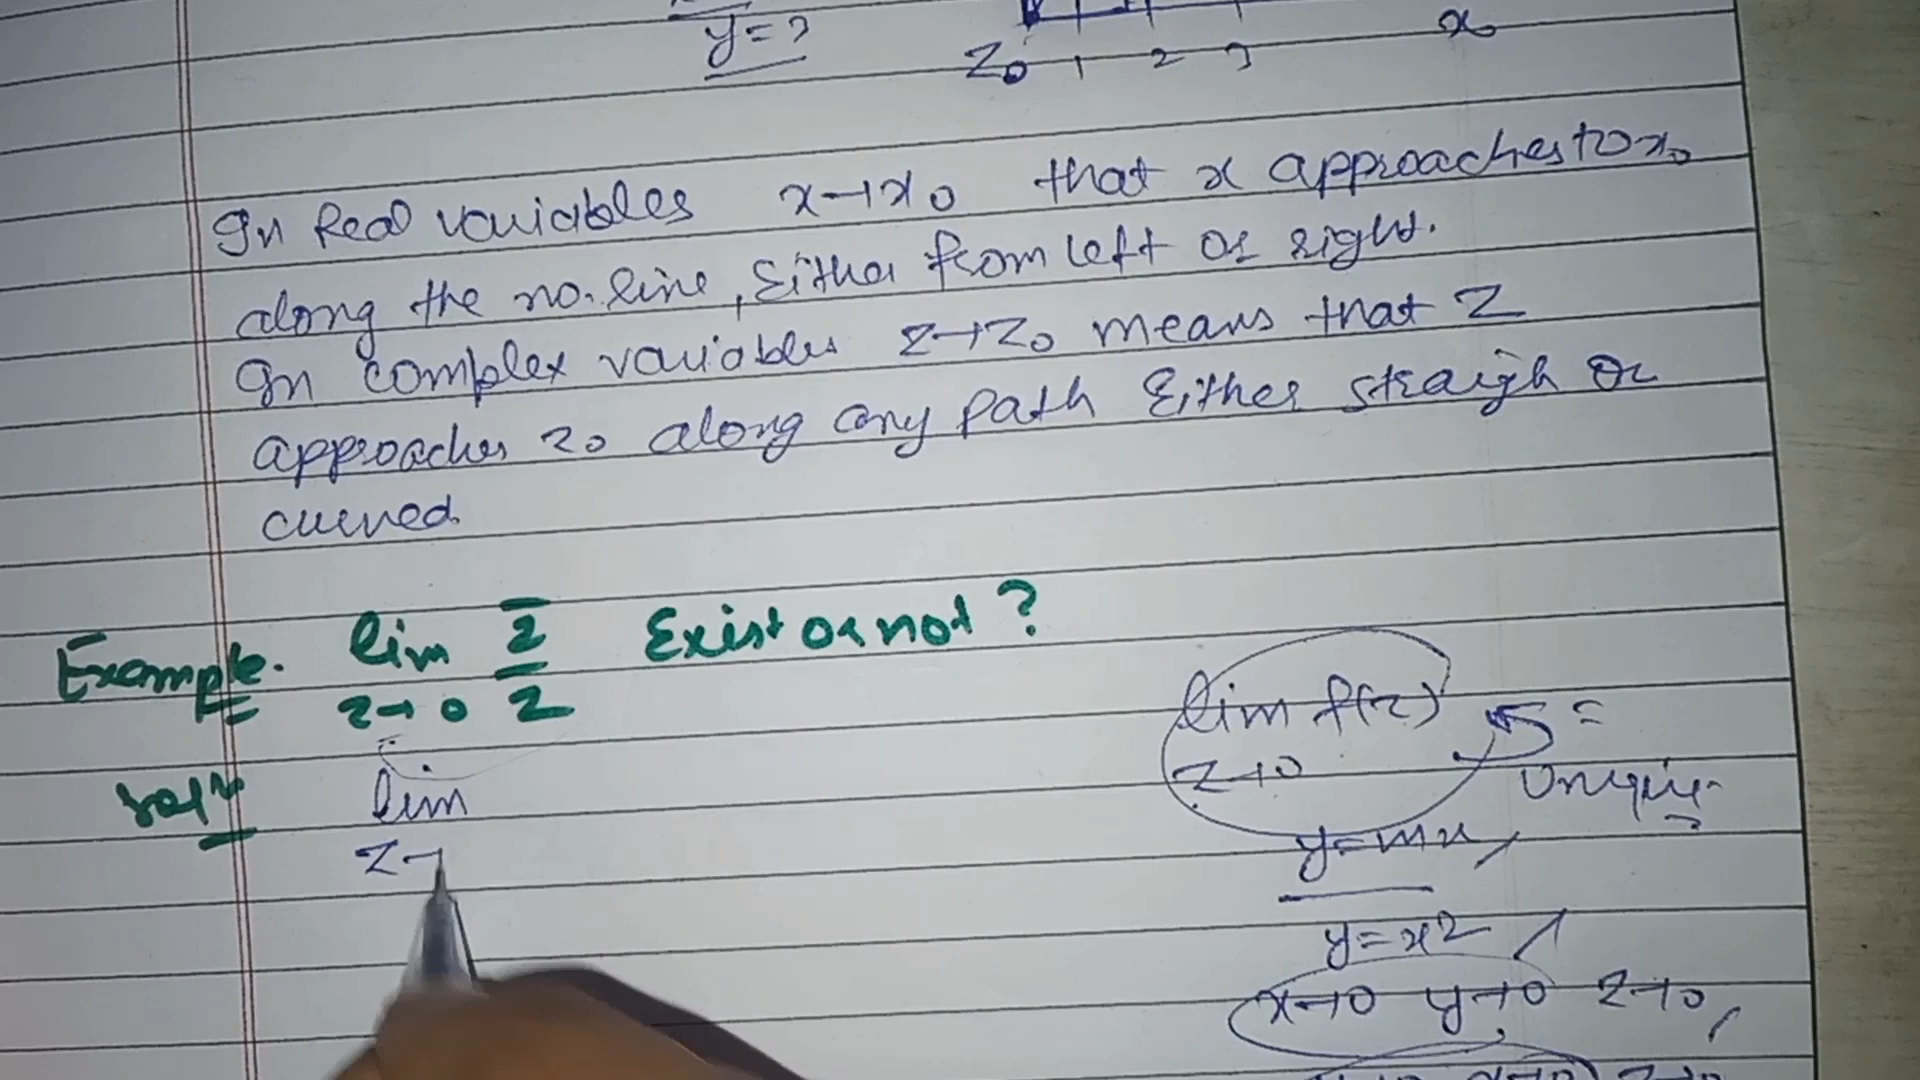 y=?
x
Z0 1 2 3
In Real variables x→x0 that x approaches to x0
along the no. line, Either from left or right.
In complex variables z→z0 means that Z
approaches z0 along any path Either straigh or
curved
Example. lim z̄/z Exist or not ?
z→0
Solⁿ lim
z→
lim f(z) =
z→0 Unique
y=mx,
y=x²
x→0 y→0 z→0,